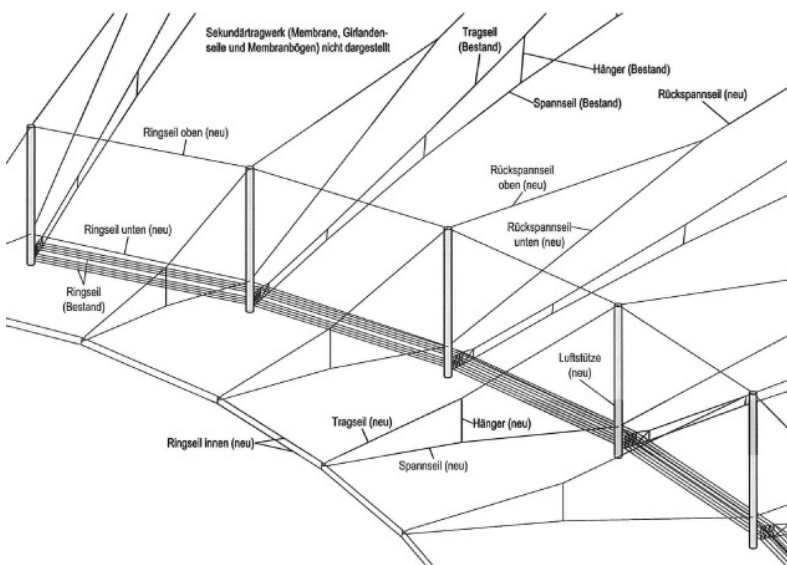 Sekundärtragwerk (Membrane, Girlanden-
seile und Membranbögen) nicht dargestellt
Tragseil
(Bestand)
Hänger (Bestand)
Spannseil (Bestand)
Rückspannseil (neu)
Ringseil oben (neu)
Rückspannseil
oben (neu)
Rückspannseil
unten (neu)
Ringseil unten (neu)
Ringseil
(Bestand)
Luftstütze
(neu)
Tragseil (neu)
Hänger (neu)
Ringseil innen (neu)
Spannseil (neu)